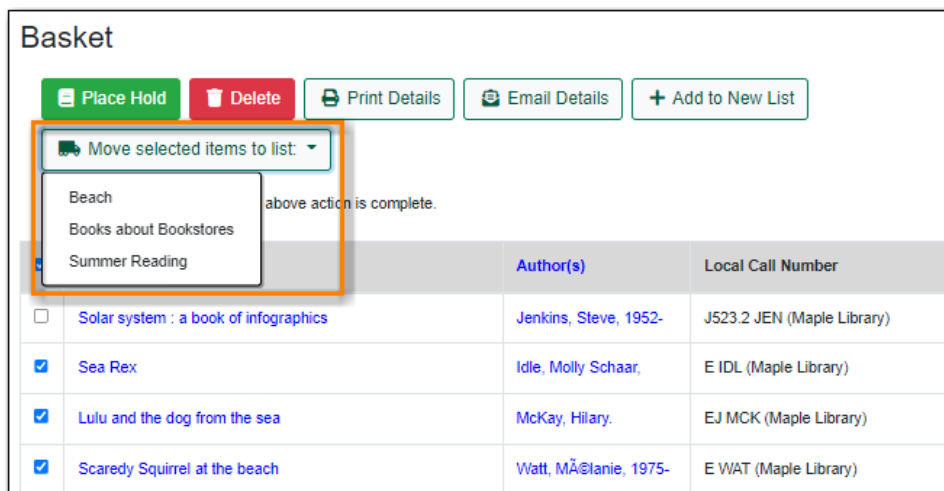 Basket
Place Hold
Delete
Print Details
Email Details
+ Add to New List
Move selected items to list:
Beach
above action is complete.
Books about Bookstores
Summer Reading
Author(s)
Local Call Number
Solar system : a book of infographics
Jenkins, Steve, 1952-
J523.2 JEN (Maple Library)
Sea Rex
Idle, Molly Schaar,
E IDL (Maple Library)
Lulu and the dog from the sea
McKay, Hilary.
EJ MCK (Maple Library)
Scaredy Squirrel at the beach
Watt, MÃ©lanie, 1975-
E WAT (Maple Library)